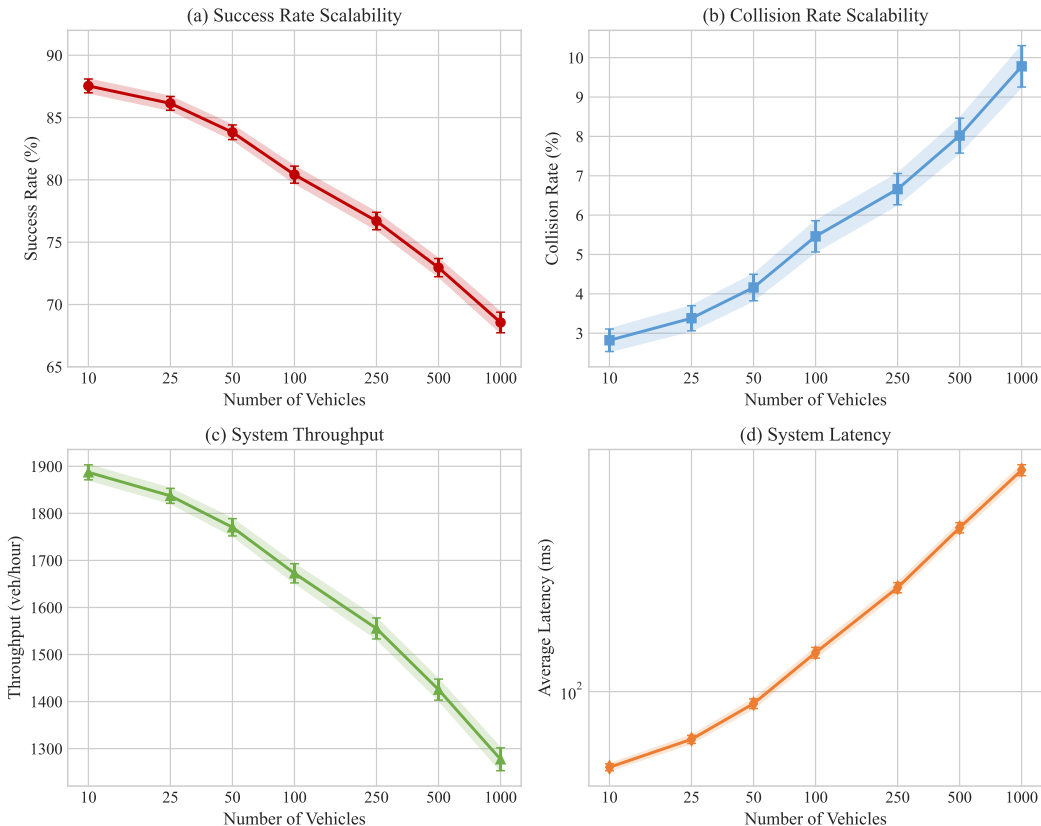 (a) Success Rate Scalability
90
85
80
75
70
65
Success Rate (%)
10 25 50 100 250 500 1000
Number of Vehicles
(b) Collision Rate Scalability
10
9
8
7
6
5
4
3
Collision Rate (%)
10 25 50 100 250 500 1000
Number of Vehicles
(c) System Throughput
1900
1800
1700
1600
1500
1400
1300
Throughput (veh/hour)
10 25 50 100 250 500 1000
Number of Vehicles
(d) System Latency
10²
Average Latency (ms)
10 25 50 100 250 500 1000
Number of Vehicles